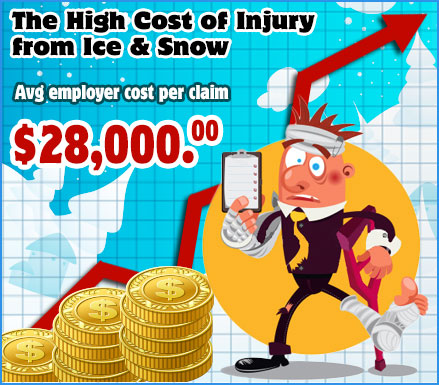 The High Cost of Injury
from Ice & Snow
Avg employer cost per claim
$28,000.00
$
$
$